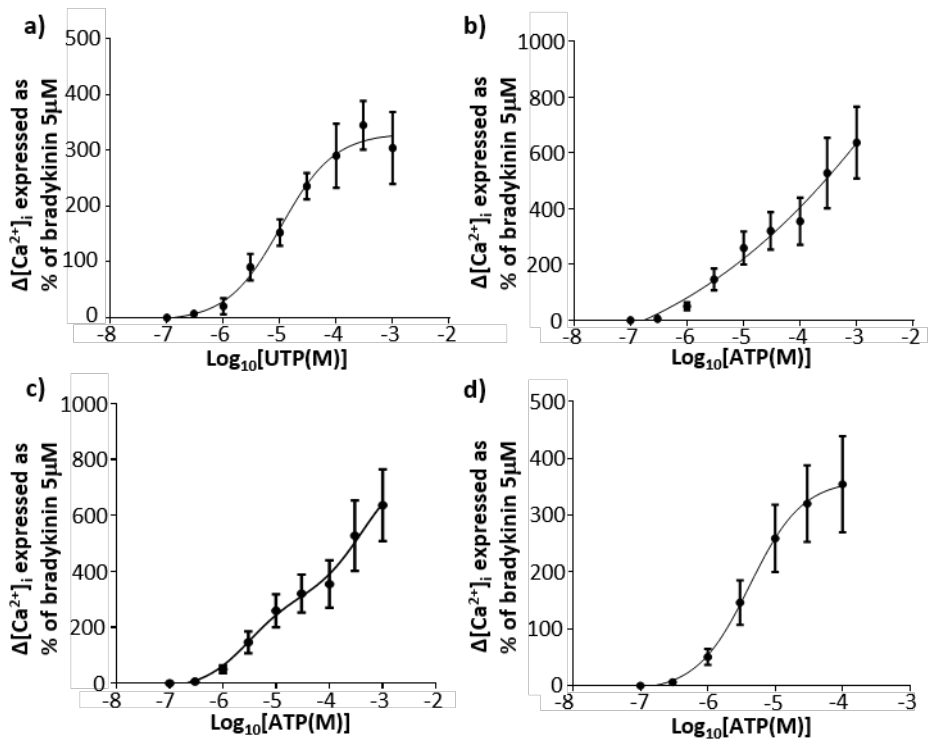 a)
Δ[Ca²⁺]ᵢ expressed as
% of bradykinin 5μM
500
400
300
200
100
0
-8 -7 -6 -5 -4 -3 -2
Log₁₀[UTP(M)]
b)
Δ[Ca²⁺]ᵢ expressed as
% of bradykinin 5μM
1000
800
600
400
200
0
-8 -7 -6 -5 -4 -3 -2
Log₁₀[ATP(M)]
c)
Δ[Ca²⁺]ᵢ expressed as
% of bradykinin 5μM
1000
800
600
400
200
0
-8 -7 -6 -5 -4 -3 -2
Log₁₀[ATP(M)]
d)
Δ[Ca²⁺]ᵢ expressed as
% of bradykinin 5μM
500
400
300
200
100
0
-8 -7 -6 -5 -4 -3
Log₁₀[ATP(M)]